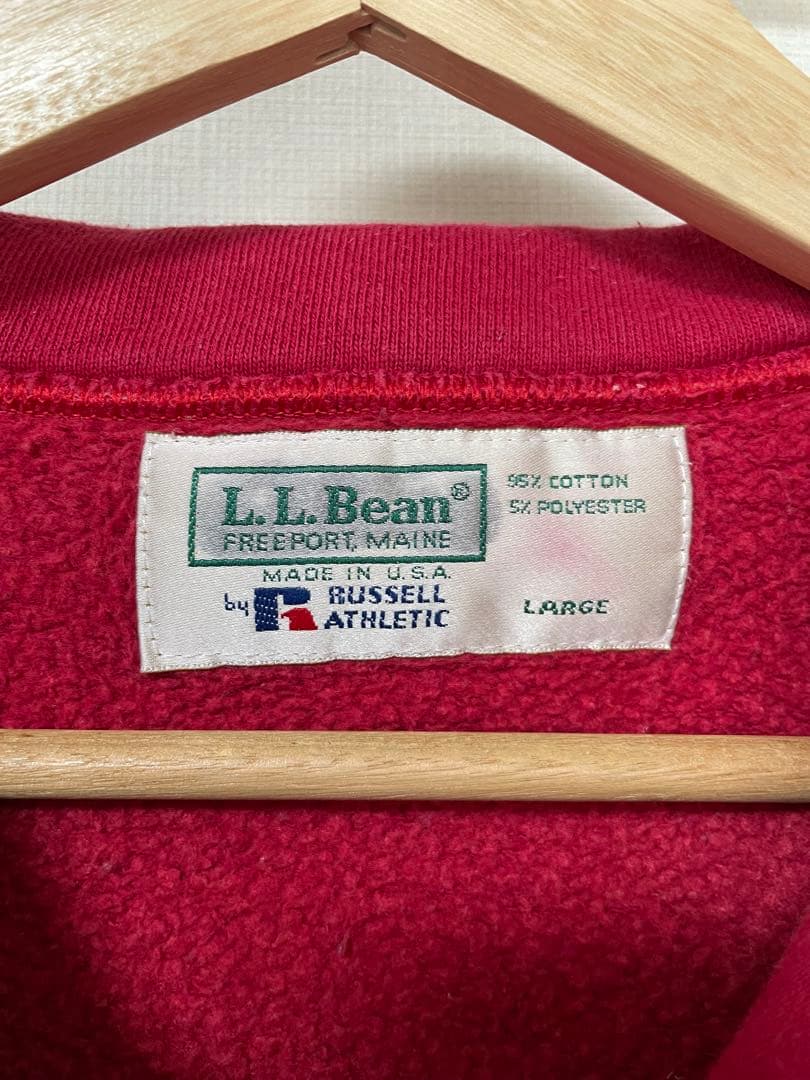 L.L.Bean®
FREEPORT, MAINE
MADE IN U.S.A.
by RUSSELL
ATHLETIC
95% COTTON
5% POLYESTER
LARGE